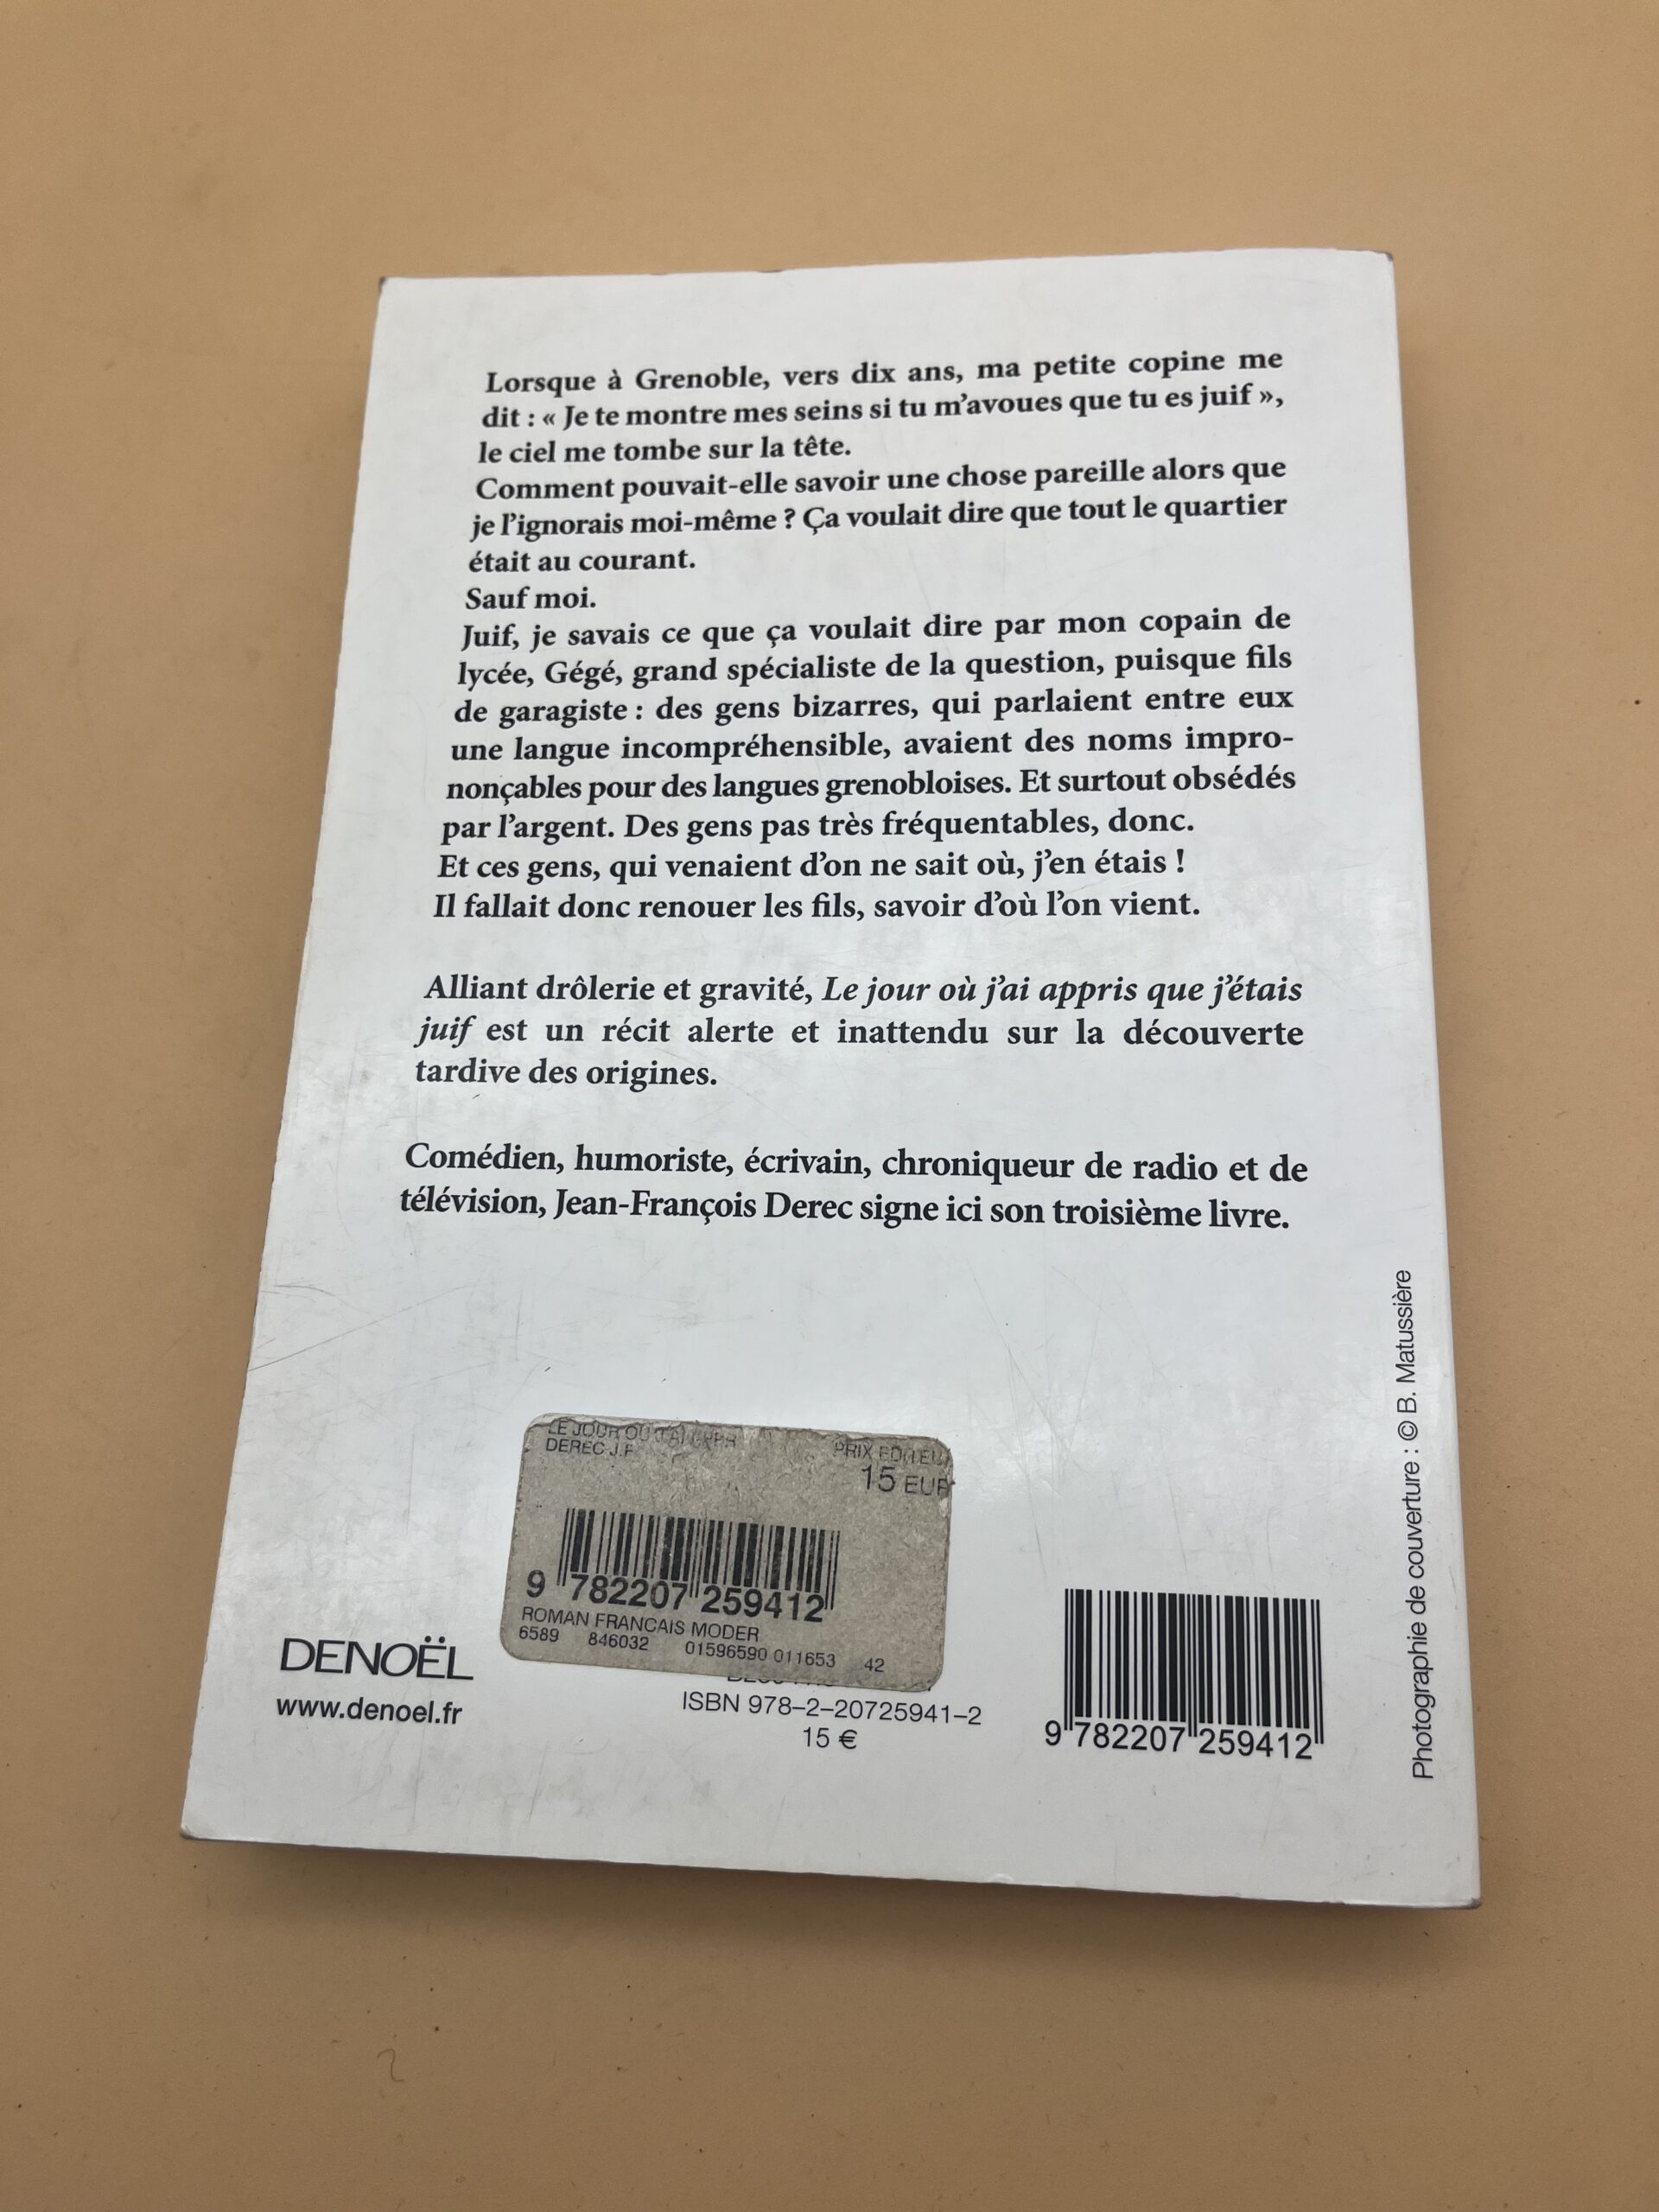 Lorsque à Grenoble, vers dix ans, ma petite copine me
dit : « Je te montre mes seins si tu m’avoues que tu es juif »,
le ciel me tombe sur la tête.
Comment pouvait-elle savoir une chose pareille alors que
je l’ignorais moi-même ? Ça voulait dire que tout le quartier
était au courant.
Sauf moi.
Juif, je savais ce que ça voulait dire par mon copain de
lycée, Gégé, grand spécialiste de la question, puisque fils
de garagiste : des gens bizarres, qui parlaient entre eux
une langue incompréhensible, avaient des noms impro-
nonçables pour des langues grenobloises. Et surtout obsédés
par l’argent. Des gens pas très fréquentables, donc.
Et ces gens, qui venaient d’on ne sait où, j’en étais !
Il fallait donc renouer les fils, savoir d’où l’on vient.
Alliant drôlerie et gravité, Le jour où j’ai appris que j’étais
juif est un récit alerte et inattendu sur la découverte
tardive des origines.
Comédien, humoriste, écrivain, chroniqueur de radio et de
télévision, Jean-François Derec signe ici son troisième livre.
Photographie de couverture : © B. Matussière
LE JOUR OU J'AI
DEREC J.F
PRIX EDITEU
15 EUR
9 782207 259412
ROMAN FRANCAIS MODER
6589 846032 01596590 011653 42
DENOËL
www.denoel.fr
ISBN 978–2–20725941–2
15 €
9 782207 259412